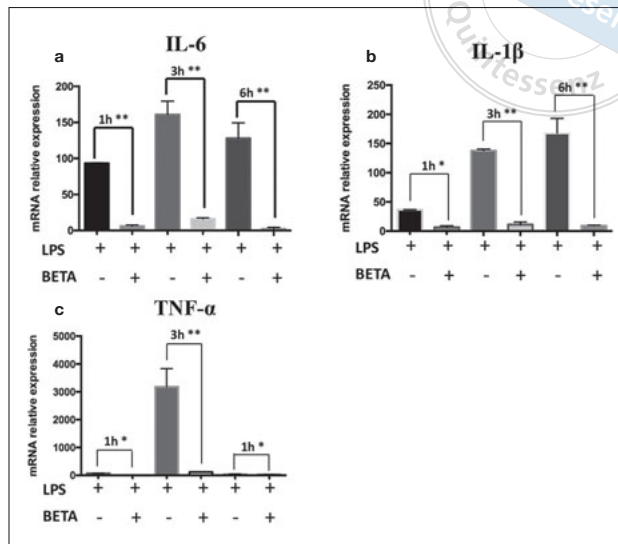 a
IL-6
mRNA relative expression
200
150
100
50
0
1h **
3h **
6h **
LPS + + + + + +
BETA - + - + - +
b
IL-1β
mRNA relative expression
250
200
150
100
50
0
1h *
3h **
6h **
LPS + + + + + +
BETA - + - + - +
c
TNF-α
mRNA relative expression
5000
4000
3000
2000
1000
0
1h *
3h **
1h *
LPS + + + + + +
BETA - + - + - +
Quintessenz